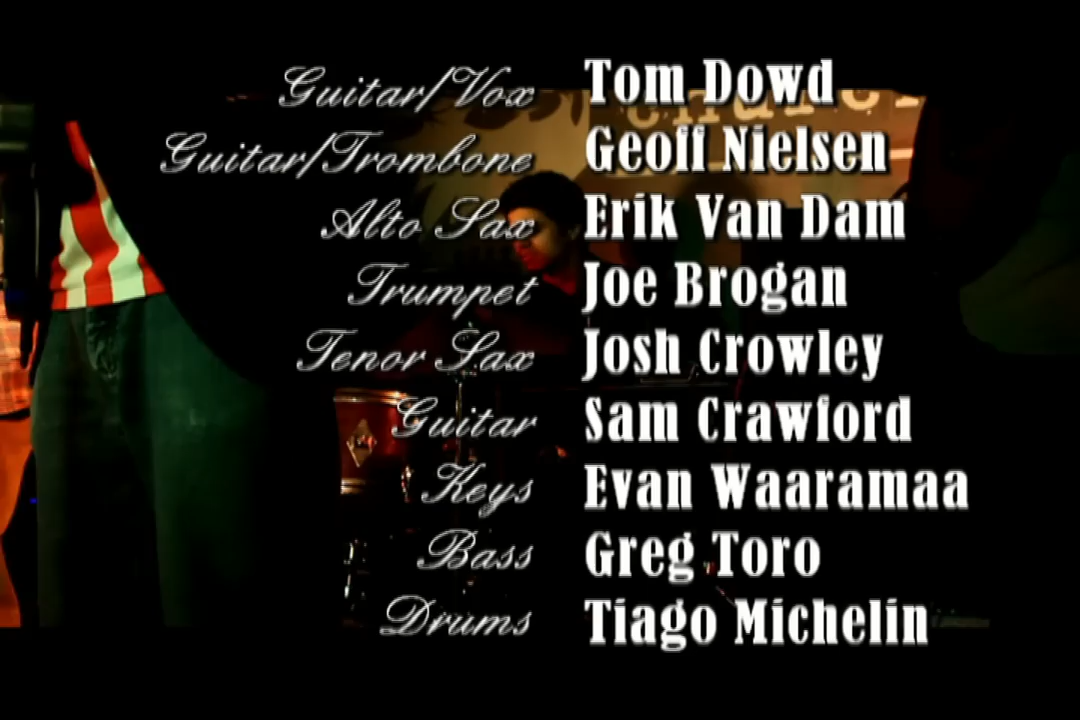 Guitar/Vox Tom Dowd
Guitar/Trombone Geoff Nielsen
Alto Sax Erik Van Dam
Trumpet Joe Brogan
Tenor Sax Josh Crowley
Guitar Sam Crawford
Keys Evan Waaramaa
Bass Greg Toro
Drums Tiago Michelin